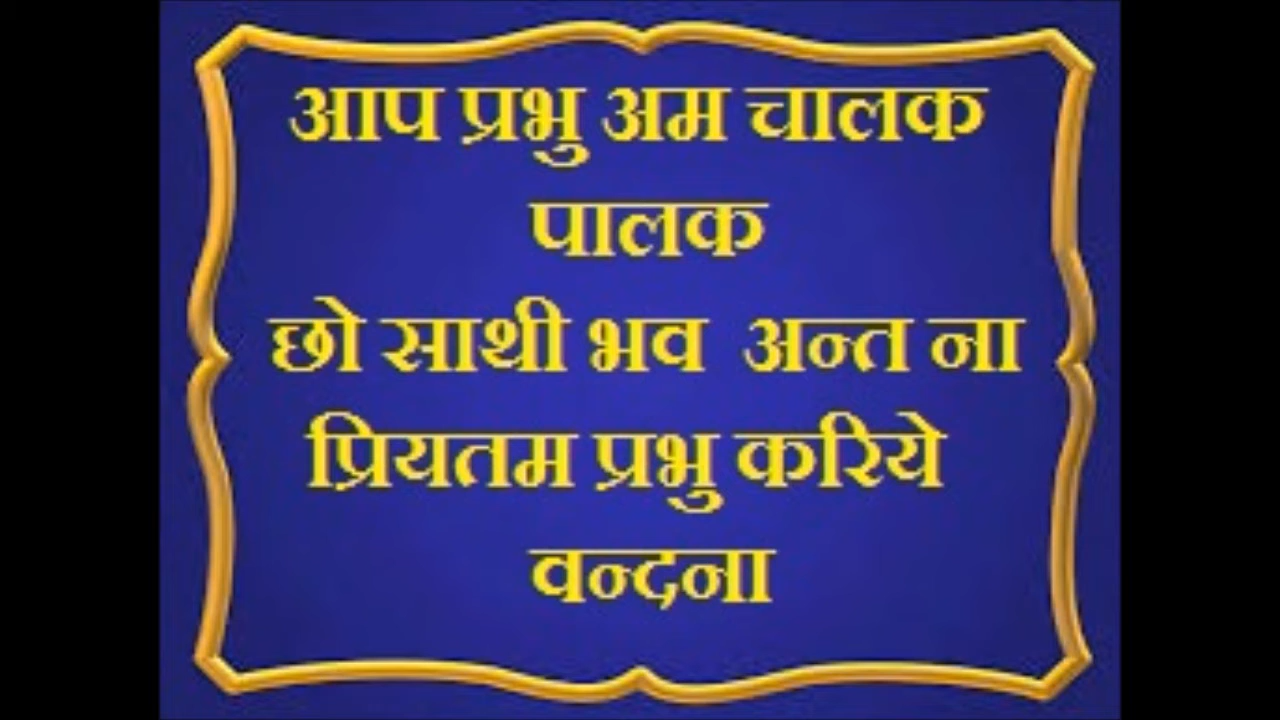 आप प्रभु अम चालक
पालक
छो साथी भव अन्त ना
प्रियतम प्रभु करिये
वन्दना